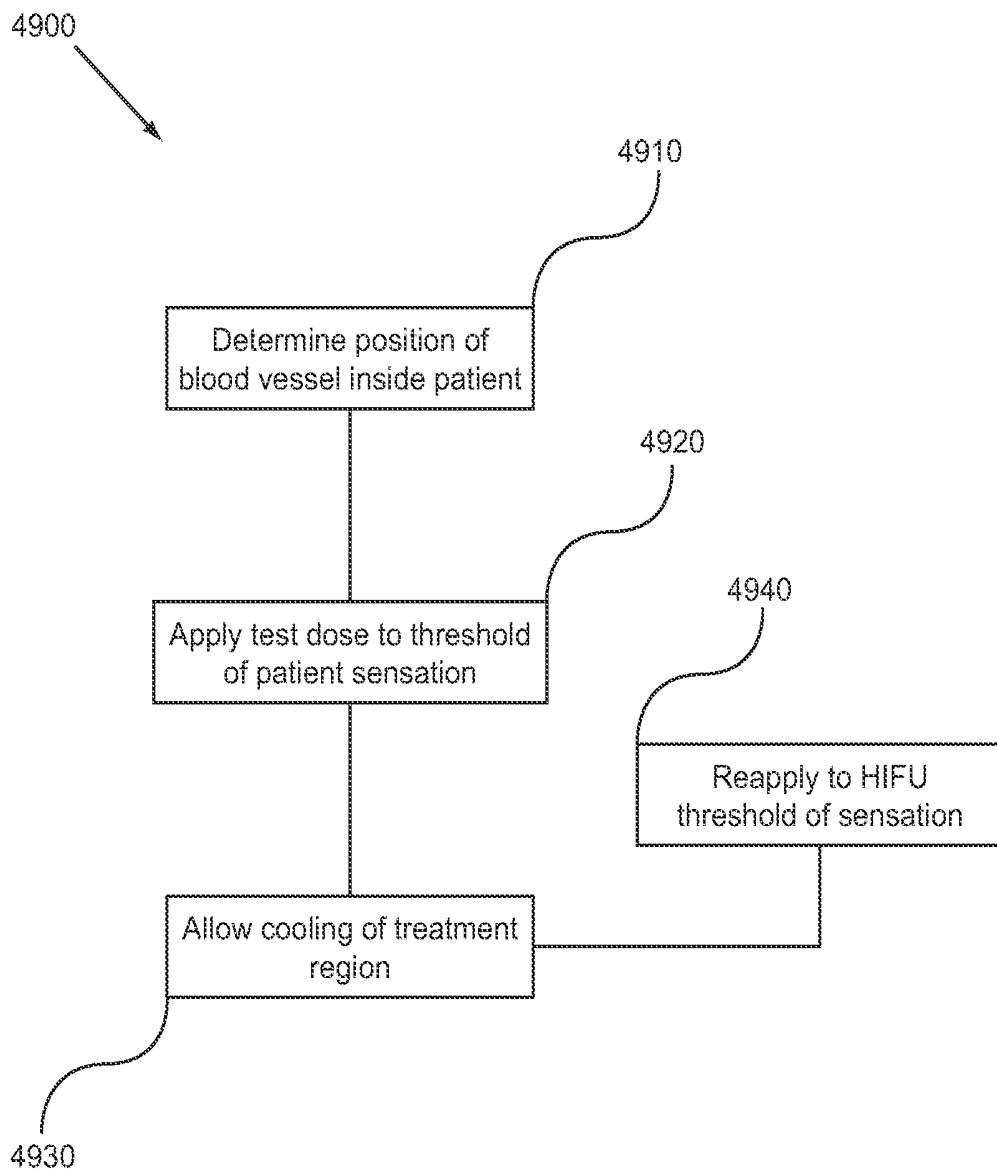 4900
4910
Determine position of
blood vessel inside patient
4920
Apply test dose to threshold
of patient sensation
4940
Reapply to HIFU
threshold of sensation
Allow cooling of treatment
region
4930